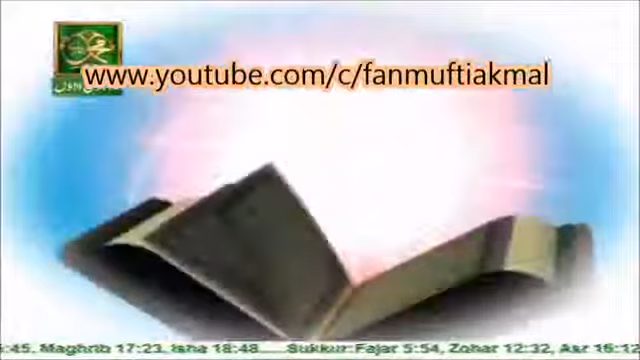 www.youtube.com/c/fanmuftiakmal
:45, Maghrib 17:23, Isha 18:48 ..... Sukkur:Fajar 5:54, Zohar 12:32, Asr 16:12